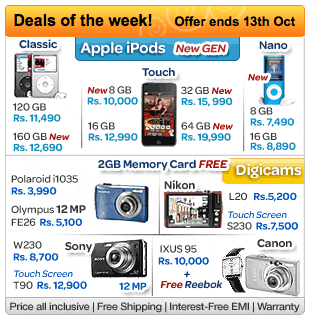 Deals of the week! Offer ends 13th Oct
Classic
Apple iPods New GEN
Nano
Touch
New 8 GB
Rs. 10,000
32 GB New
Rs. 15,990
New
120 GB
Rs. 11,490
16 GB
Rs. 12,990
64 GB New
Rs. 19,990
8 GB
Rs. 7,490
160 GB New
Rs. 12,690
16 GB
Rs. 8,890
2GB Memory Card FREE
Digicams
Polaroid i1035
Rs. 3,990
Nikon
L20 Rs.5,200
Olympus 12 MP
FE26 Rs. 5,100
Touch Screen
S230 Rs.7,500
W230
Rs. 8,700
Sony
IXUS 95
Rs. 10,000
+
Free Reebok
Canon
Touch Screen
T90 Rs. 12,900
12 MP
Price all inclusive | Free Shipping | Interest-Free EMI | Warranty